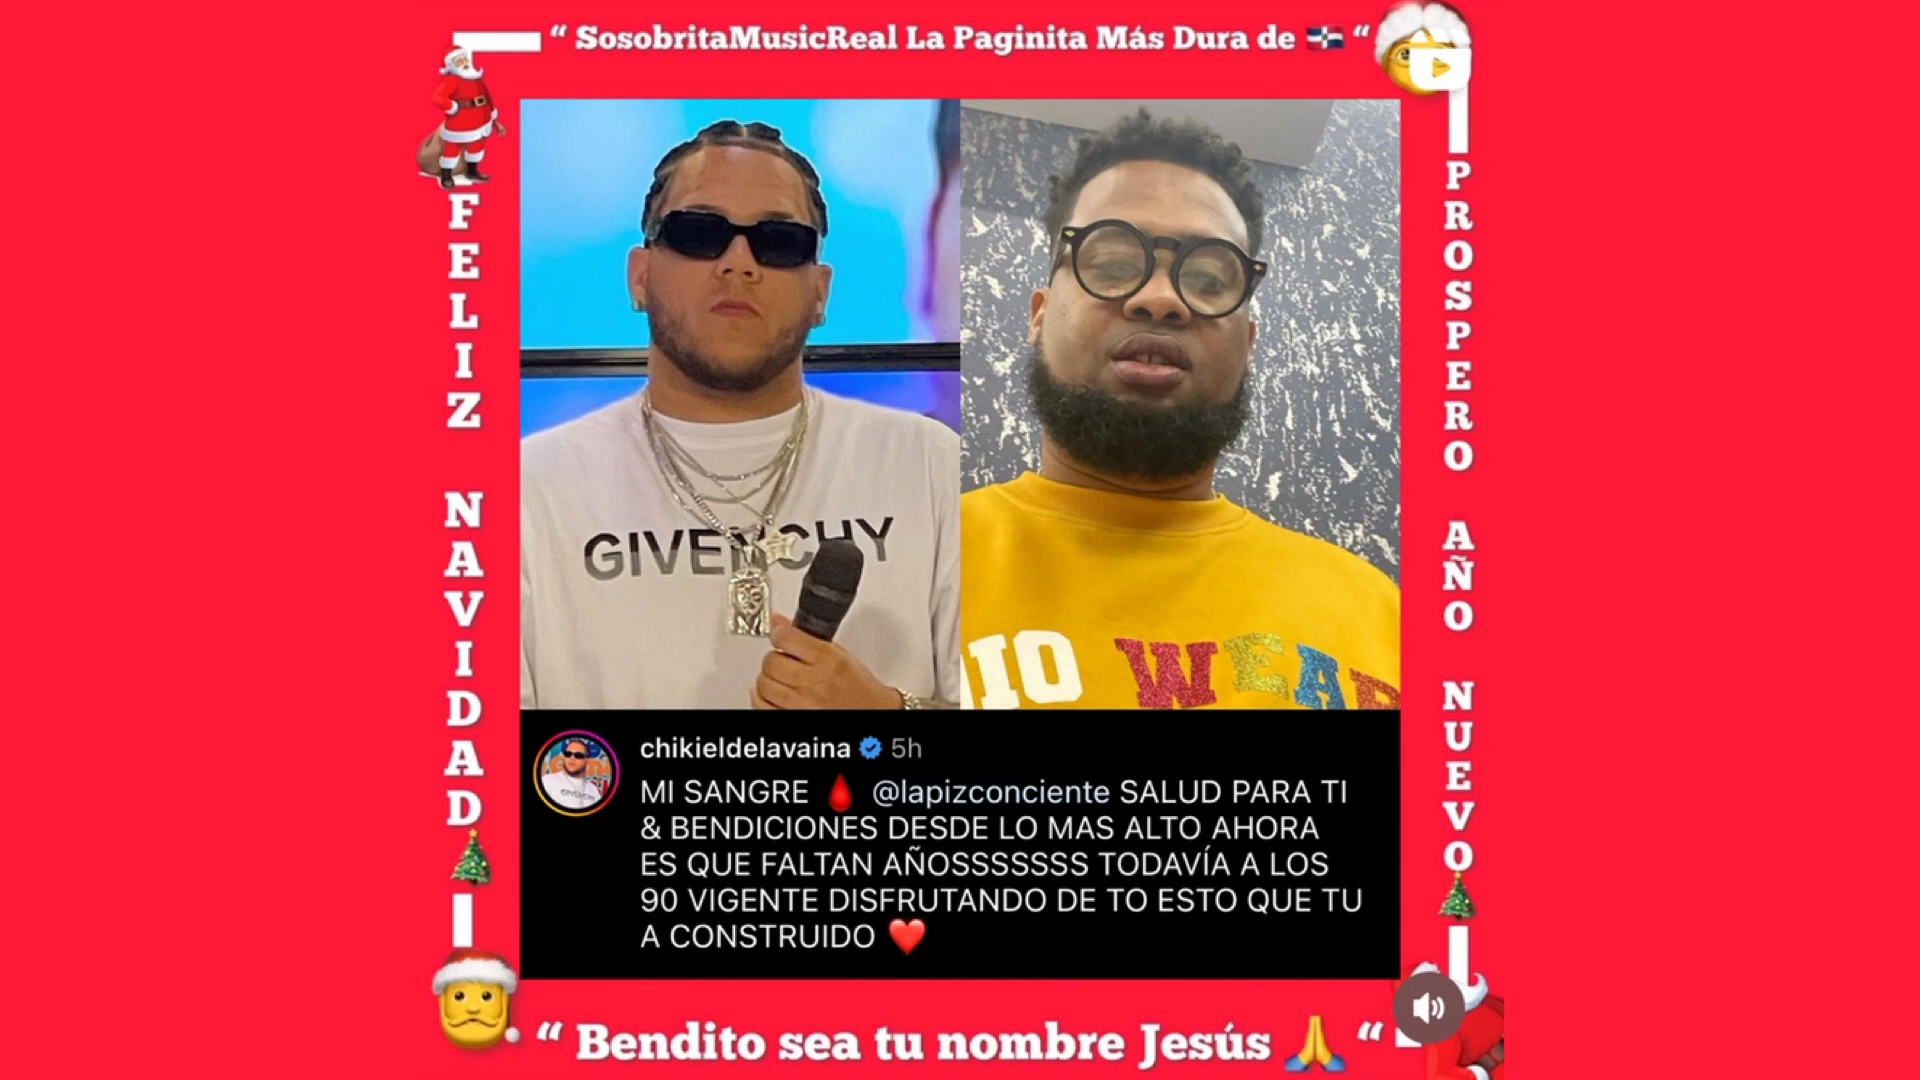 “ SosobritaMusicReal La Paginita Más Dura de 🇩🇴 “
FELIZ NAVIDAD🎄
PROSPERO AÑO NUEVO🎄
GIVENCHY
IO WEAR
chikieldelavaina 5h
MI SANGRE 🩸 @lapizconciente SALUD PARA TI
& BENDICIONES DESDE LO MAS ALTO AHORA
ES QUE FALTAN AÑOSSSSSSS TODAVÍA A LOS
90 VIGENTE DISFRUTANDO DE TO ESTO QUE TU
A CONSTRUIDO ❤️
“ Bendito sea tu nombre Jesús 🙏 “